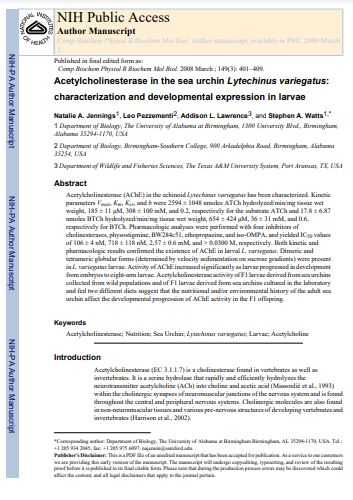 NIH Public Access
Author Manuscript
Comp Biochem Physiol B Biochem Mol Biol. Author manuscript; available in PMC 2009 March
1.
NATIONAL INSTITUTES OF HEALTH
NIH-PA Author Manuscript
NIH-PA Author Manuscript
NIH-PA Author Manuscript
Published in final edited form as:
Comp Biochem Physiol B Biochem Mol Biol. 2008 March ; 149(3): 401–409.
Acetylcholinesterase in the sea urchin Lytechinus variegatus:
characterization and developmental expression in larvae
Natalie A. Jennings1, Leo Pezzementi2, Addison L. Lawrence3, and Stephen A. Watts1,*
1 Department of Biology, The University of Alabama at Birmingham, 1300 University Blvd., Birmingham,
Alabama 35294-1170, USA
2 Department of Biology, Birmingham-Southern College, 900 Arkadelphia Road, Birmingham, Alabama
35254, USA
3 Department of Wildlife and Fisheries Sciences, The Texas A&M University System, Port Aransas, TX, USA
Abstract
Acetylcholinesterase (AChE) in the echinoid Lytechinus variegatus has been characterized. Kinetic
parameters Vmax, Km, Kss, and b were 2594 ± 1048 nmoles ATCh hydrolyzed/min/mg tissue wet
weight, 185 ± 11 μM, 308 ± 100 mM, and 0.2, respectively for the substrate ATCh and 17.8 ± 6.87
nmoles BTCh hydrolyzed/min/mg tissue wet weight, 654 ± 424 μM, 36 ± 31 mM, and 0.6,
respectively for BTCh. Pharmacologic analyses were performed with four inhibitors of
cholinesterases, physostigmine, BW284c51, ethopropazine, and iso-OMPA, and yielded IC50 values
of 106 ± 4 nM, 718 ± 118 nM, 2.57 ± 0.6 mM, and > 0.0300 M, respectively. Both kinetic and
pharmacologic results confirmed the existence of AChE in larval L. variegatus. Dimeric and
tetrameric globular forms (determined by velocity sedimentation on sucrose gradients) were present
in L. variegatus larvae. Activity of AChE increased significantly as larvae progressed in development
from embryos to eight-arm larvae. Acetylcholinesterase activity of F1 larvae derived from sea urchins
collected from wild populations and of F1 larvae derived from sea urchins cultured in the laboratory
and fed two different diets suggest that the nutritional and/or environmental history of the adult sea
urchin affect the developmental progression of AChE activity in the F1 offspring.
Keywords
Acetylcholinesterase; Nutrition; Sea Urchin; Lytechinus variegatus; Larvae; Acetylcholine
Introduction
Acetylcholinesterase (EC 3.1.1.7) is a cholinesterase found in vertebrates as well as
invertebrates. It is a serine hydrolase that rapidly and efficiently hydrolyzes the
neurotransmitter acetylcholine (ACh) into choline and acetic acid (Massoulié et al., 1993)
within the cholinergic synapses of neuromuscular junctions of the nervous system and is found
throughout the central and peripheral nervous systems. Cholinergic molecules are also found
in non-neuromuscular tissues and various pre-nervous structures of developing vertebrates and
invertebrates (Harrison et al., 2002).
*Corresponding author: Department of Biology, The University of Alabama at Birmingham Birmingham, AL 35294-1170, USA. Tel.:
+1 205 934 2045; fax: +1 205 975 6097.
Publisher's Disclaimer: This is a PDF file of an unedited manuscript that has been accepted for publication. As a service to our customers
we are providing this early version of the manuscript. The manuscript will undergo copyediting, typesetting, and review of the resulting
proof before it is published in its final citable form. Please note that during the production process errors may be discovered which could
affect the content, and all legal disclaimers that apply to the journal pertain.